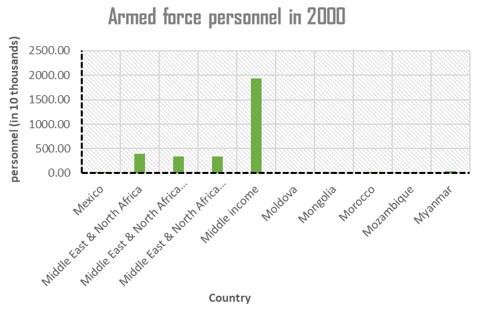 Armed force personnel in 2000
personnel (in 10 thousands)
2500.00
2000.00
1500.00
1000.00
500.00
0.00
Mexico
Middle East & North Africa
Middle East & North Africa...
Middle East & North Africa...
Middle income
Moldova
Mongolia
Morocco
Mozambique
Myanmar
Country